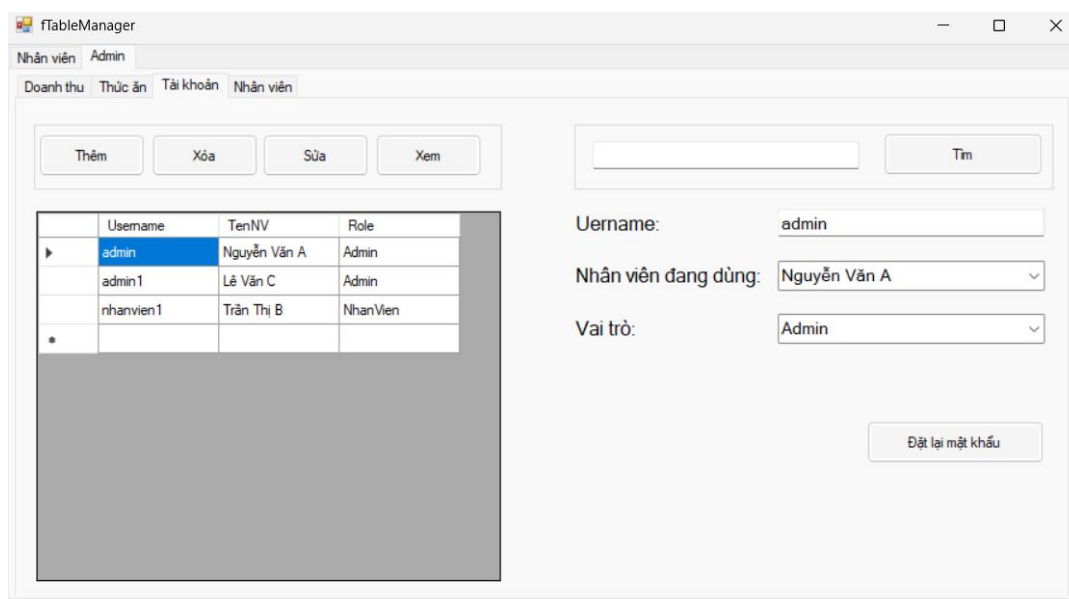 fTableManager
Nhân viên Admin
Doanh thu Thức ăn Tài khoản Nhân viên
Thêm Xóa Sửa Xem Tìm
Username TenNV Role
admin Nguyễn Văn A Admin
admin1 Lê Văn C Admin
nhanvien1 Trần Thị B NhanVien
Uername: admin
Nhân viên đang dùng: Nguyễn Văn A
Vai trò: Admin
Đặt lại mật khẩu